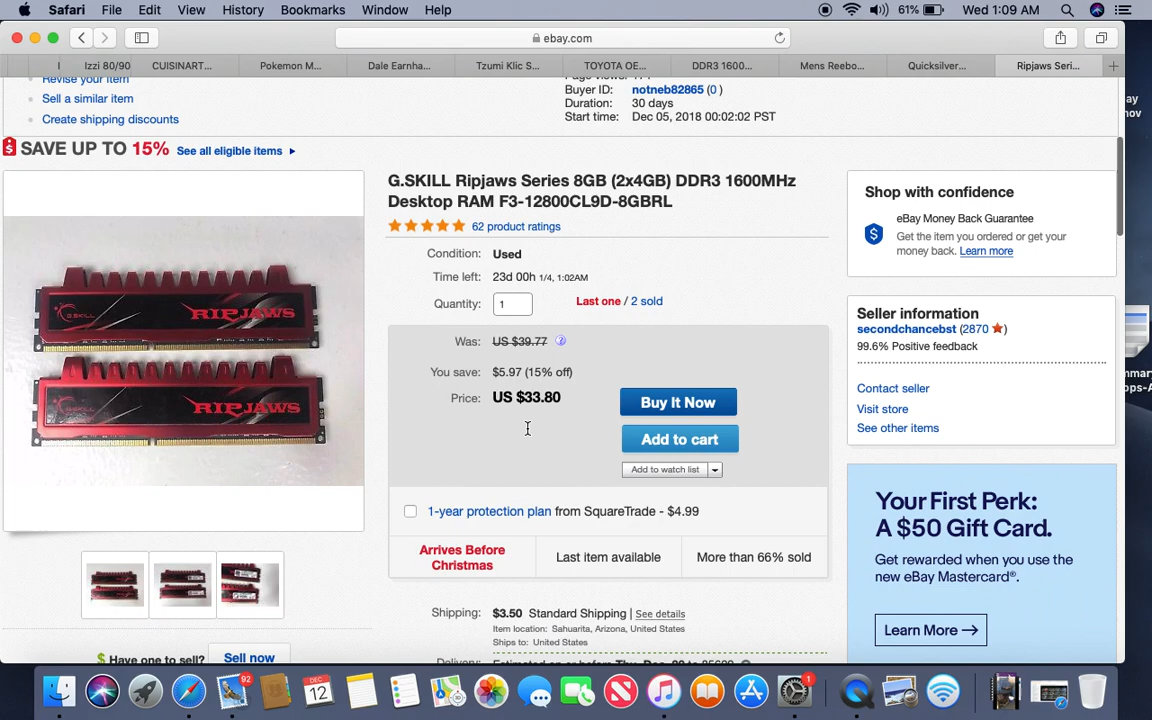 Safari File Edit View History Bookmarks Window Help 61% Wed 1:09 AM
ebay.com
Izzi 80/90 CUISINART... Pokemon M... Dale Earnha... Tzumi Klic S... TOYOTA OE... DDR3 1600... Mens Reebo... Quicksilver... Ripjaws Seri...
Revise your item
Sell a similar item
Create shipping discounts
Buyer ID: notneb82865 (0 )
Duration: 30 days
Start time: Dec 05, 2018 00:02:02 PST
SAVE UP TO 15% See all eligible items
G.SKILL Ripjaws Series 8GB (2x4GB) DDR3 1600MHz
Desktop RAM F3-12800CL9D-8GBRL
62 product ratings
Condition: Used
Time left: 23d 00h 1/4, 1:02AM
Quantity: 1
Last one / 2 sold
Was: US $39.77
You save: $5.97 (15% off)
Price: US $33.80
Buy It Now
Add to cart
Add to watch list
1-year protection plan from SquareTrade - $4.99
Arrives Before
Christmas
Last item available
More than 66% sold
Shipping: $3.50 Standard Shipping | See details
Item location: Sahuarita, Arizona, United States
Ships to: United States
G.SKILL RIPJAWS
G.SKILL RIPJAWS
Have one to sell? Sell now
Shop with confidence
eBay Money Back Guarantee
Get the item you ordered or get your
money back. Learn more
Seller information
secondchancebst (2870 )
99.6% Positive feedback
Contact seller
Visit store
See other items
Your First Perk:
A $50 Gift Card.
Get rewarded when you use the
new eBay Mastercard®.
Learn More
92
DEC
12
1